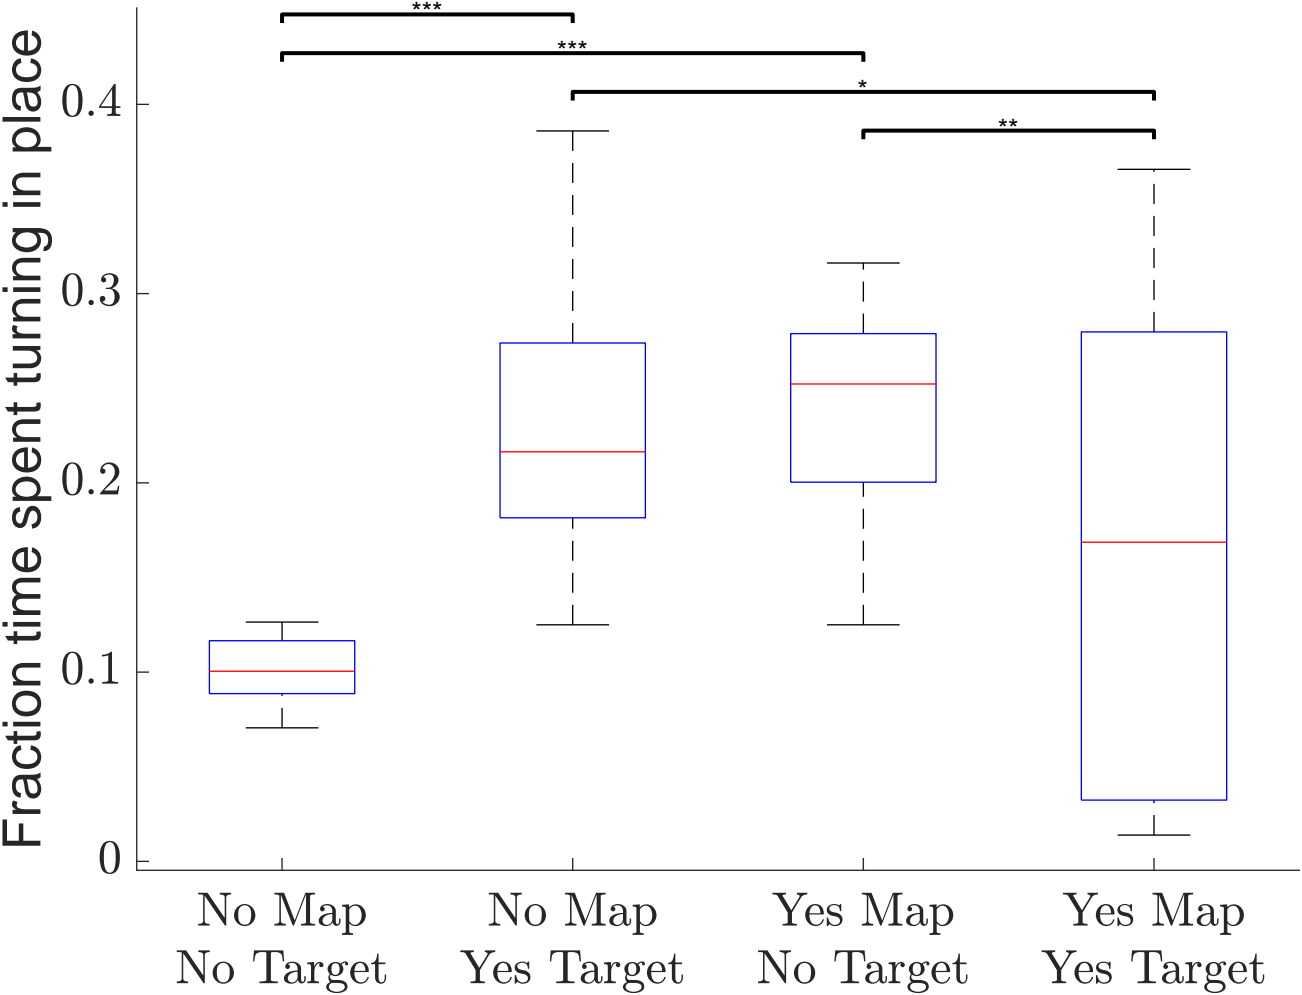 ***
***
*
**
Fraction time spent turning in place
0.4
0.3
0.2
0.1
0
No Map
No Target
No Map
Yes Target
Yes Map
No Target
Yes Map
Yes Target